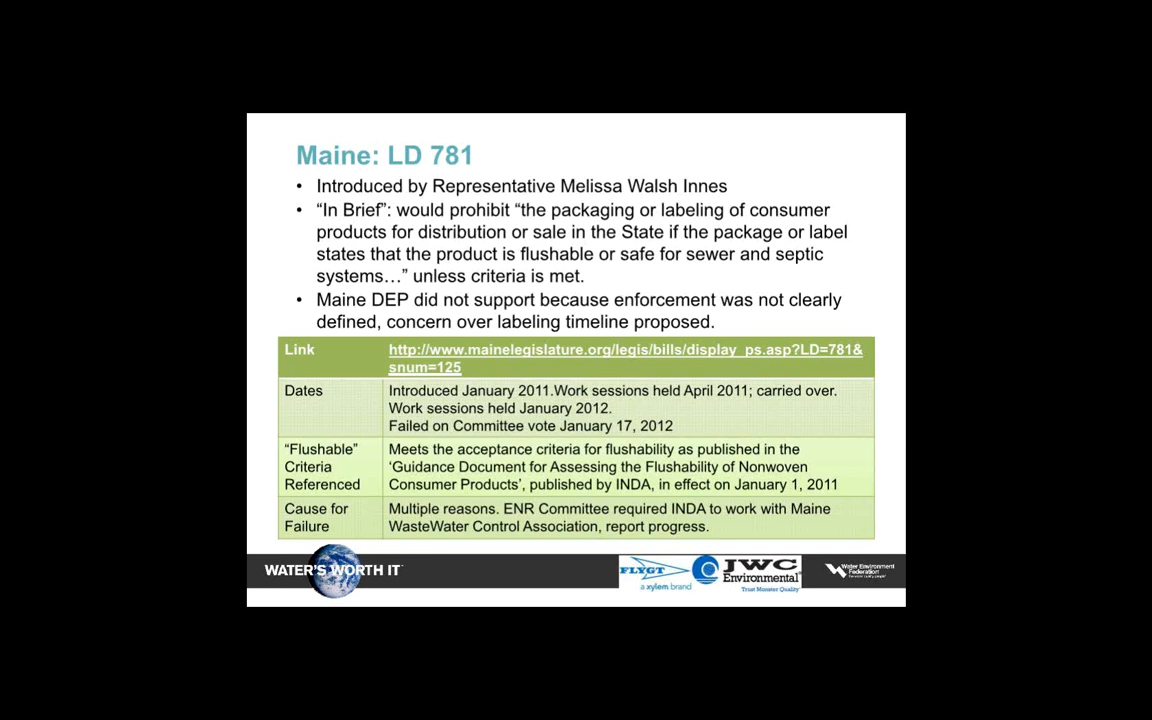 Maine: LD 781
• Introduced by Representative Melissa Walsh Innes
• “In Brief”: would prohibit “the packaging or labeling of consumer
products for distribution or sale in the State if the package or label
states that the product is flushable or safe for sewer and septic
systems…” unless criteria is met.
• Maine DEP did not support because enforcement was not clearly
defined, concern over labeling timeline proposed.
Link
http://www.mainelegislature.org/legis/bills/display_ps.asp?LD=781&
snum=125
Dates
Introduced January 2011.Work sessions held April 2011; carried over.
Work sessions held January 2012.
Failed on Committee vote January 17, 2012
“Flushable”
Criteria
Referenced
Meets the acceptance criteria for flushability as published in the
‘Guidance Document for Assessing the Flushability of Nonwoven
Consumer Products’, published by INDA, in effect on January 1, 2011
Cause for
Failure
Multiple reasons. ENR Committee required INDA to work with Maine
WasteWater Control Association, report progress.
WATER'S WORTH IT
FLYGT
a xylem brand
JWC
Environmental
Trust Monster Quality
Water Environment
Federation